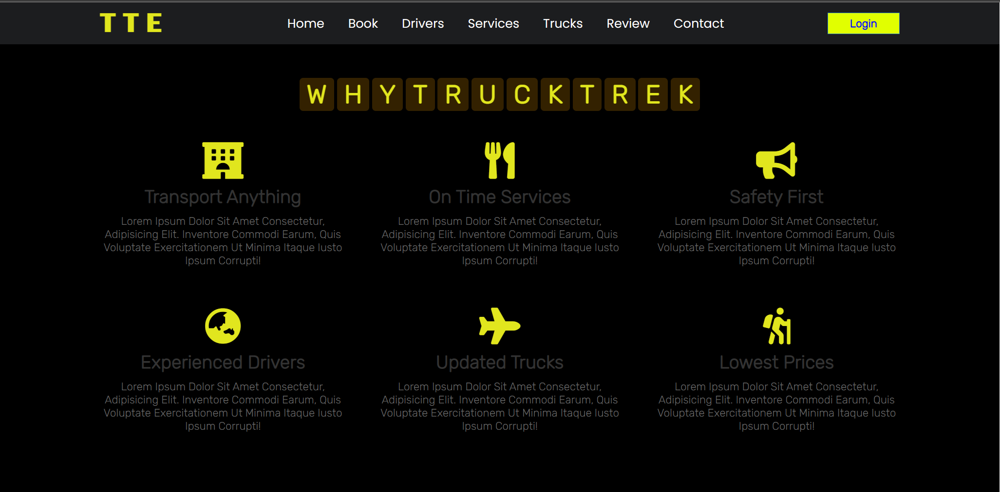 TTE
Home Book Drivers Services Trucks Review Contact
Login
WHYTRUCKTREK
Transport Anything
Lorem Ipsum Dolor Sit Amet Consectetur,
Adipisicing Elit. Inventore Commodi Earum, Quis
Voluptate Exercitationem Ut Minima Itaque Iusto
Ipsum Corrupti!
On Time Services
Lorem Ipsum Dolor Sit Amet Consectetur,
Adipisicing Elit. Inventore Commodi Earum, Quis
Voluptate Exercitationem Ut Minima Itaque Iusto
Ipsum Corrupti!
Safety First
Lorem Ipsum Dolor Sit Amet Consectetur,
Adipisicing Elit. Inventore Commodi Earum, Quis
Voluptate Exercitationem Ut Minima Itaque Iusto
Ipsum Corrupti!
Experienced Drivers
Lorem Ipsum Dolor Sit Amet Consectetur,
Adipisicing Elit. Inventore Commodi Earum, Quis
Voluptate Exercitationem Ut Minima Itaque Iusto
Ipsum Corrupti!
Updated Trucks
Lorem Ipsum Dolor Sit Amet Consectetur,
Adipisicing Elit. Inventore Commodi Earum, Quis
Voluptate Exercitationem Ut Minima Itaque Iusto
Ipsum Corrupti!
Lowest Prices
Lorem Ipsum Dolor Sit Amet Consectetur,
Adipisicing Elit. Inventore Commodi Earum, Quis
Voluptate Exercitationem Ut Minima Itaque Iusto
Ipsum Corrupti!